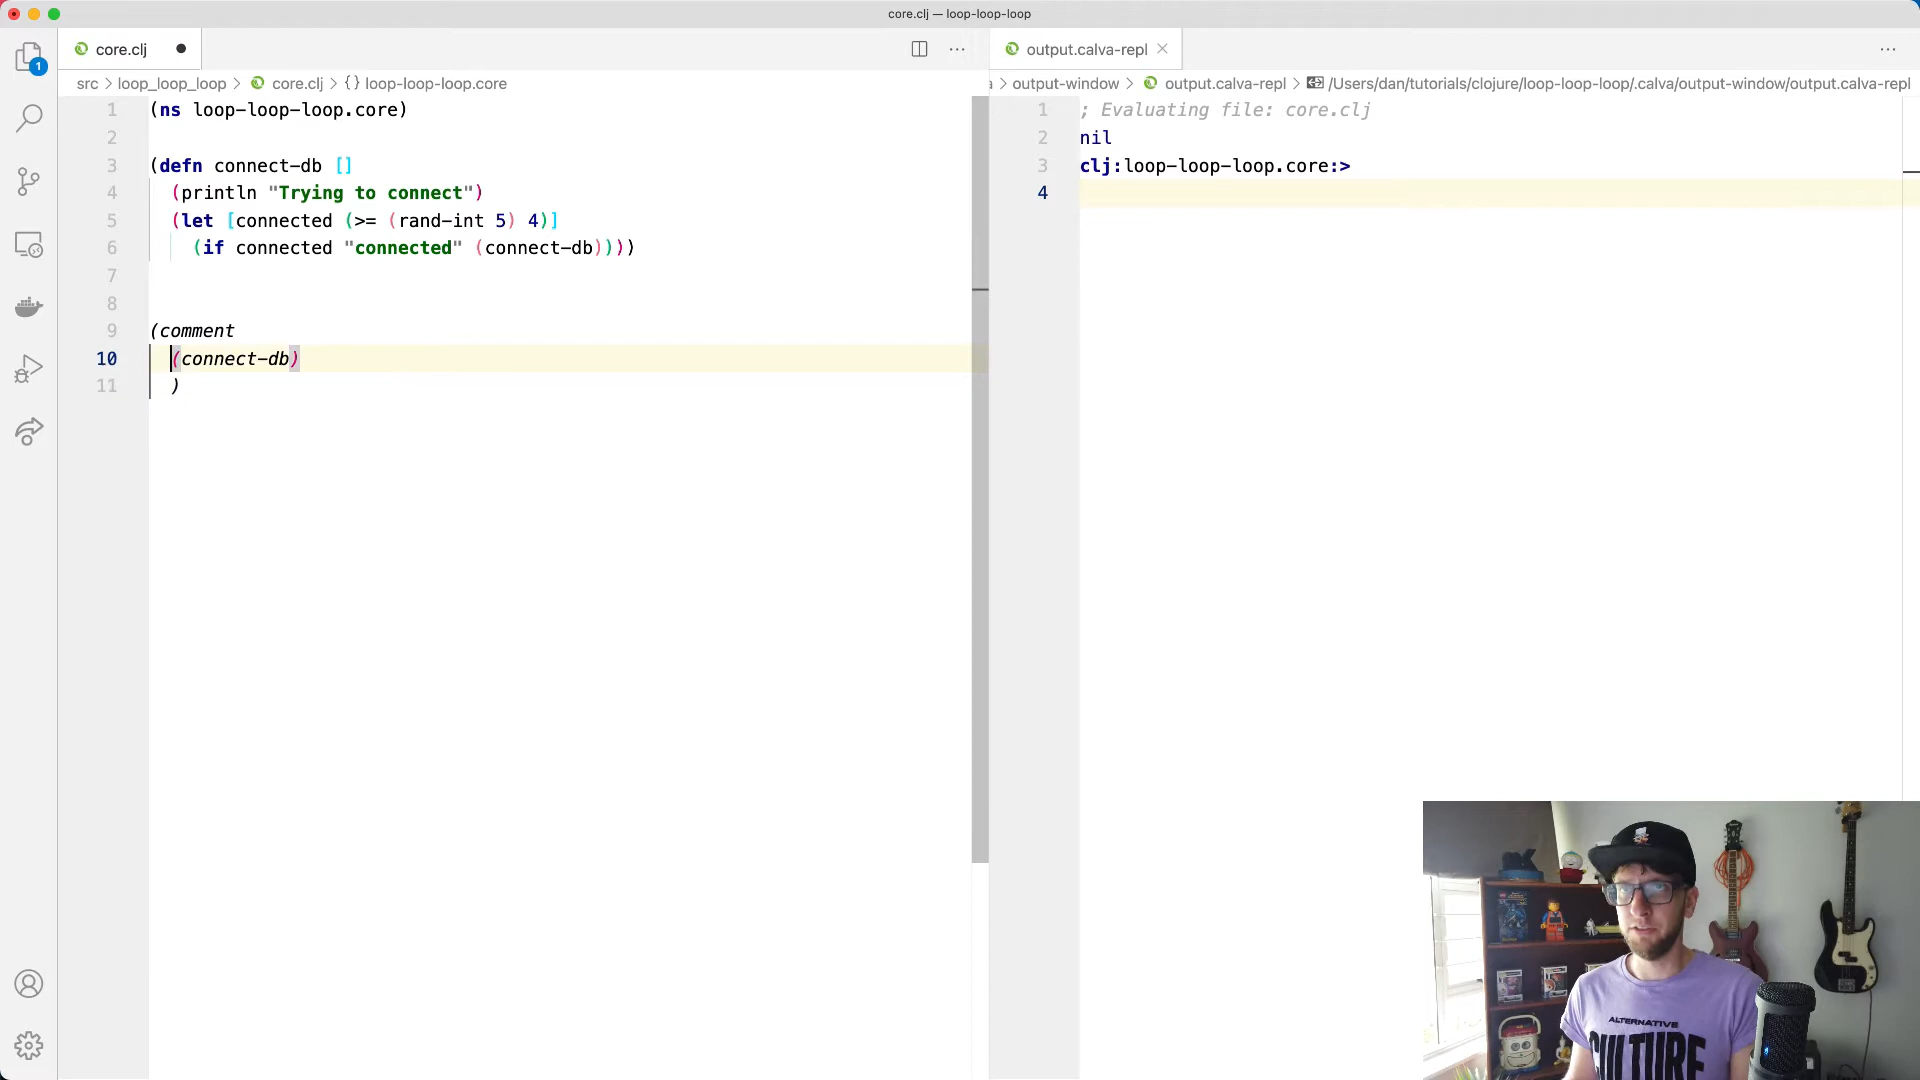 core.clj — loop-loop-loop
core.clj
output.calva-repl
src > loop_loop_loop > core.clj > {} loop-loop-loop.core
> output-window > output.calva-repl > /Users/dan/tutorials/clojure/loop-loop-loop/.calva/output-window/output.calva-repl
1
1 (ns loop-loop-loop.core)
2
3 (defn connect-db []
4 (println "Trying to connect")
5 (let [connected (>= (rand-int 5) 4)]
6 (if connected "connected" (connect-db))))
7
8
9 (comment
10 (connect-db)
11 )
1 ; Evaluating file: core.clj
2 nil
3 clj:loop-loop-loop.core:>
4
ALTERNATIVE
CULTURE